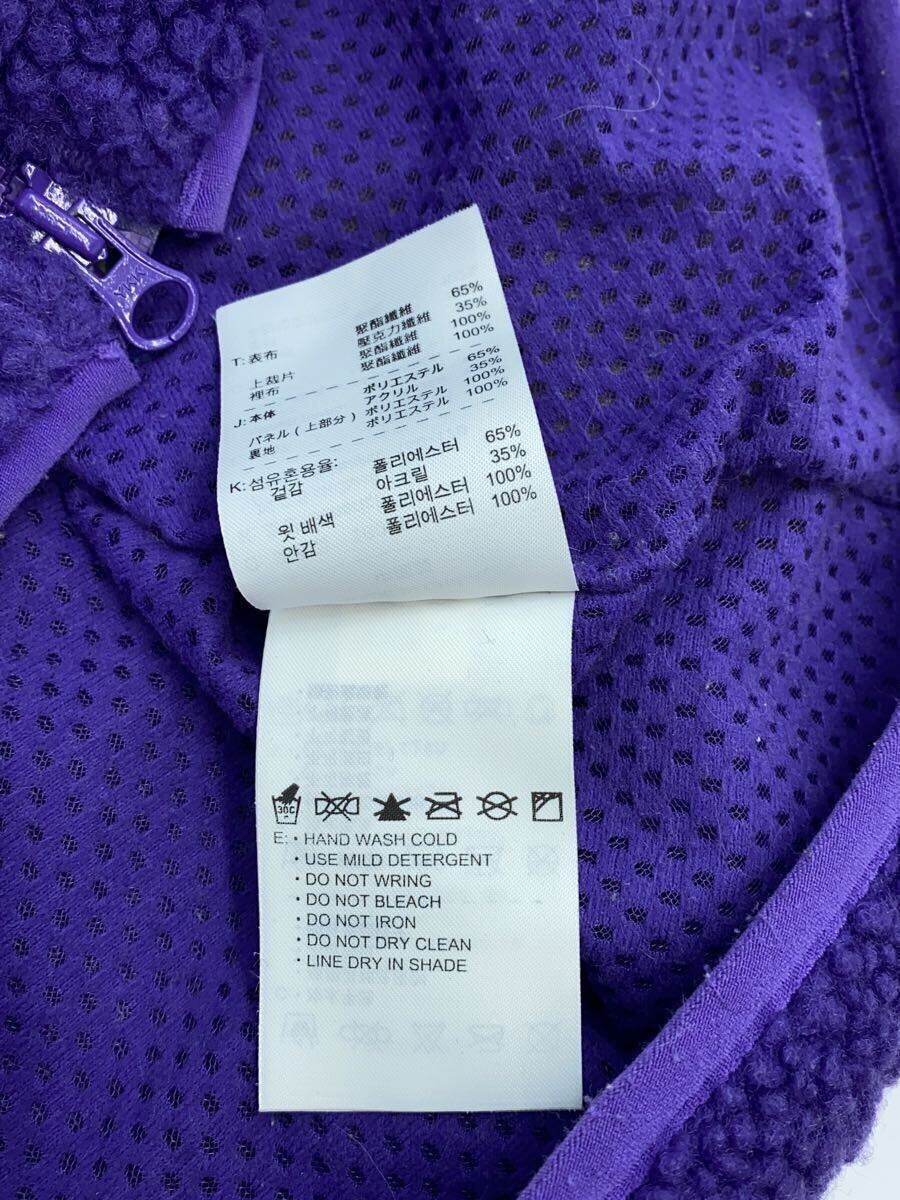 T: 表布 聚酯纖維 65%
壓克力纖維 35%
上裁片 聚酯纖維 100%
裡布 聚酯纖維 100%
J: 本体 ポリエステル 65%
アクリル 35%
パネル ( 上部分 ) ポリエステル 100%
裏地 ポリエステル 100%
K: 섬유혼용율:
겉감 폴리에스터 65%
아크릴 35%
윗 배색 폴리에스터 100%
안감 폴리에스터 100%
30C
E: • HAND WASH COLD
• USE MILD DETERGENT
• DO NOT WRING
• DO NOT BLEACH
• DO NOT IRON
• DO NOT DRY CLEAN
• LINE DRY IN SHADE